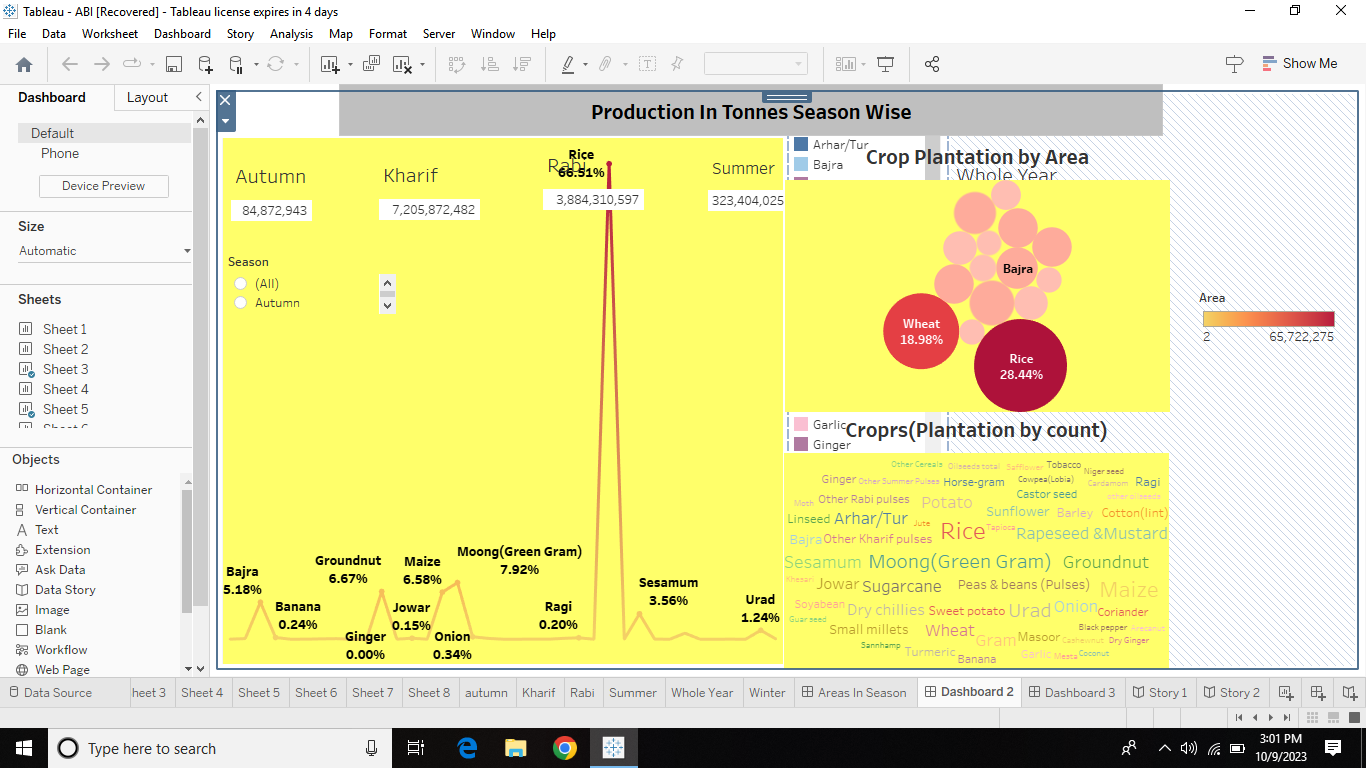 Tableau - ABI [Recovered] - Tableau license expires in 4 days
File Data Worksheet Dashboard Story Analysis Map Format Server Window Help
Show Me
Dashboard Layout
Default
Phone
Device Preview
Size
Automatic
Sheets
Sheet 1
Sheet 2
Sheet 3
Sheet 4
Sheet 5
Objects
Horizontal Container
Vertical Container
Text
Extension
Ask Data
Data Story
Image
Blank
Workflow
Web Page
Production In Tonnes Season Wise
Autumn
84,872,943
Kharif
7,205,872,482
Rabi
3,884,310,597
Summer
323,404,025
Season
(All)
Autumn
Rice
66.51%
Bajra
5.18%
Banana
0.24%
Groundnut
6.67%
Ginger
0.00%
Jowar
0.15%
Maize
6.58%
Onion
0.34%
Moong(Green Gram)
7.92%
Ragi
0.20%
Sesamum
3.56%
Urad
1.24%
Arhar/Tur
Bajra
Crop Plantation by Area
Whole Year
Bajra
Wheat
18.98%
Rice
28.44%
Area
2 65,722,275
Garlic
Ginger
Croprs(Plantation by count)
Other Cereals Oilseeds total Safflower Tobacco Niger seed
Ginger Other Summer Pulses Horse-gram Cowpea(Lobia) Cardamom Ragi
Moth Other Rabi pulses Potato Castor seed other oilseeds
Linseed Arhar/Tur Jute Rice Tapioca Sunflower Barley Cotton(lint)
Bajra Other Kharif pulses Rapeseed &Mustard
Sesamum Moong(Green Gram) Groundnut
Khesari Jowar Sugarcane Peas & beans (Pulses) Maize
Soyabean Dry chillies Sweet potato Urad Onion Coriander
Guar seed Small millets Wheat Gram Masoor Black pepper Arecanut
Sannhamp Turmeric Banana Garlic Mesta Cashewnut Coconut Dry Ginger
Data Source heet 3 Sheet 4 Sheet 5 Sheet 6 Sheet 7 Sheet 8 autumn Kharif Rabi Summer Whole Year Winter Areas In Season Dashboard 2 Dashboard 3 Story 1 Story 2
Type here to search
3:01 PM
10/9/2023